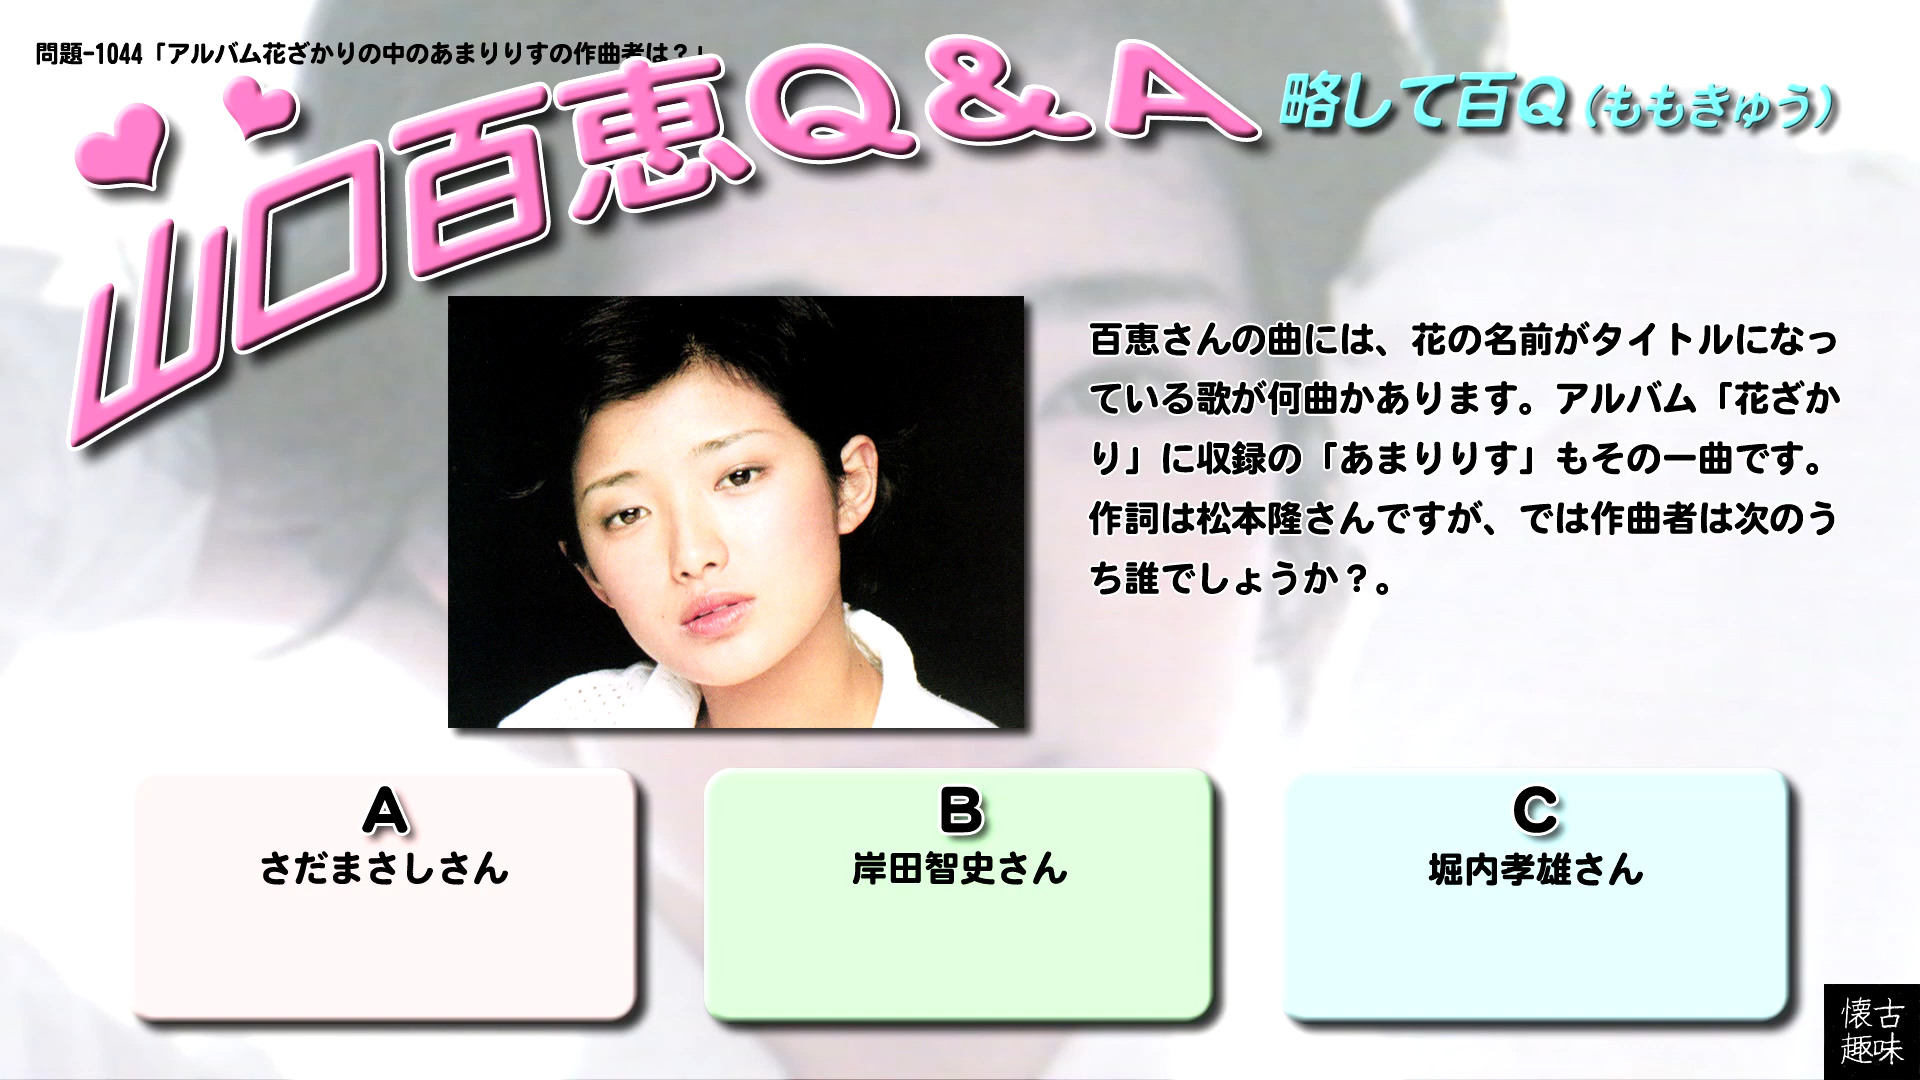 問題-1044「アルバム花ざかりの中のあまりりすの作曲者は？」
山口百恵Q&A
略して百Q（ももきゅう）
百恵さんの曲には、花の名前がタイトルになっ
ている歌が何曲かあります。アルバム「花ざか
り」に収録の「あまりりす」もその一曲です。
作詞は松本隆さんですが、では作曲者は次のう
ち誰でしょうか？。
A
さだまさしさん
B
岸田智史さん
C
堀内孝雄さん
懐古
趣味